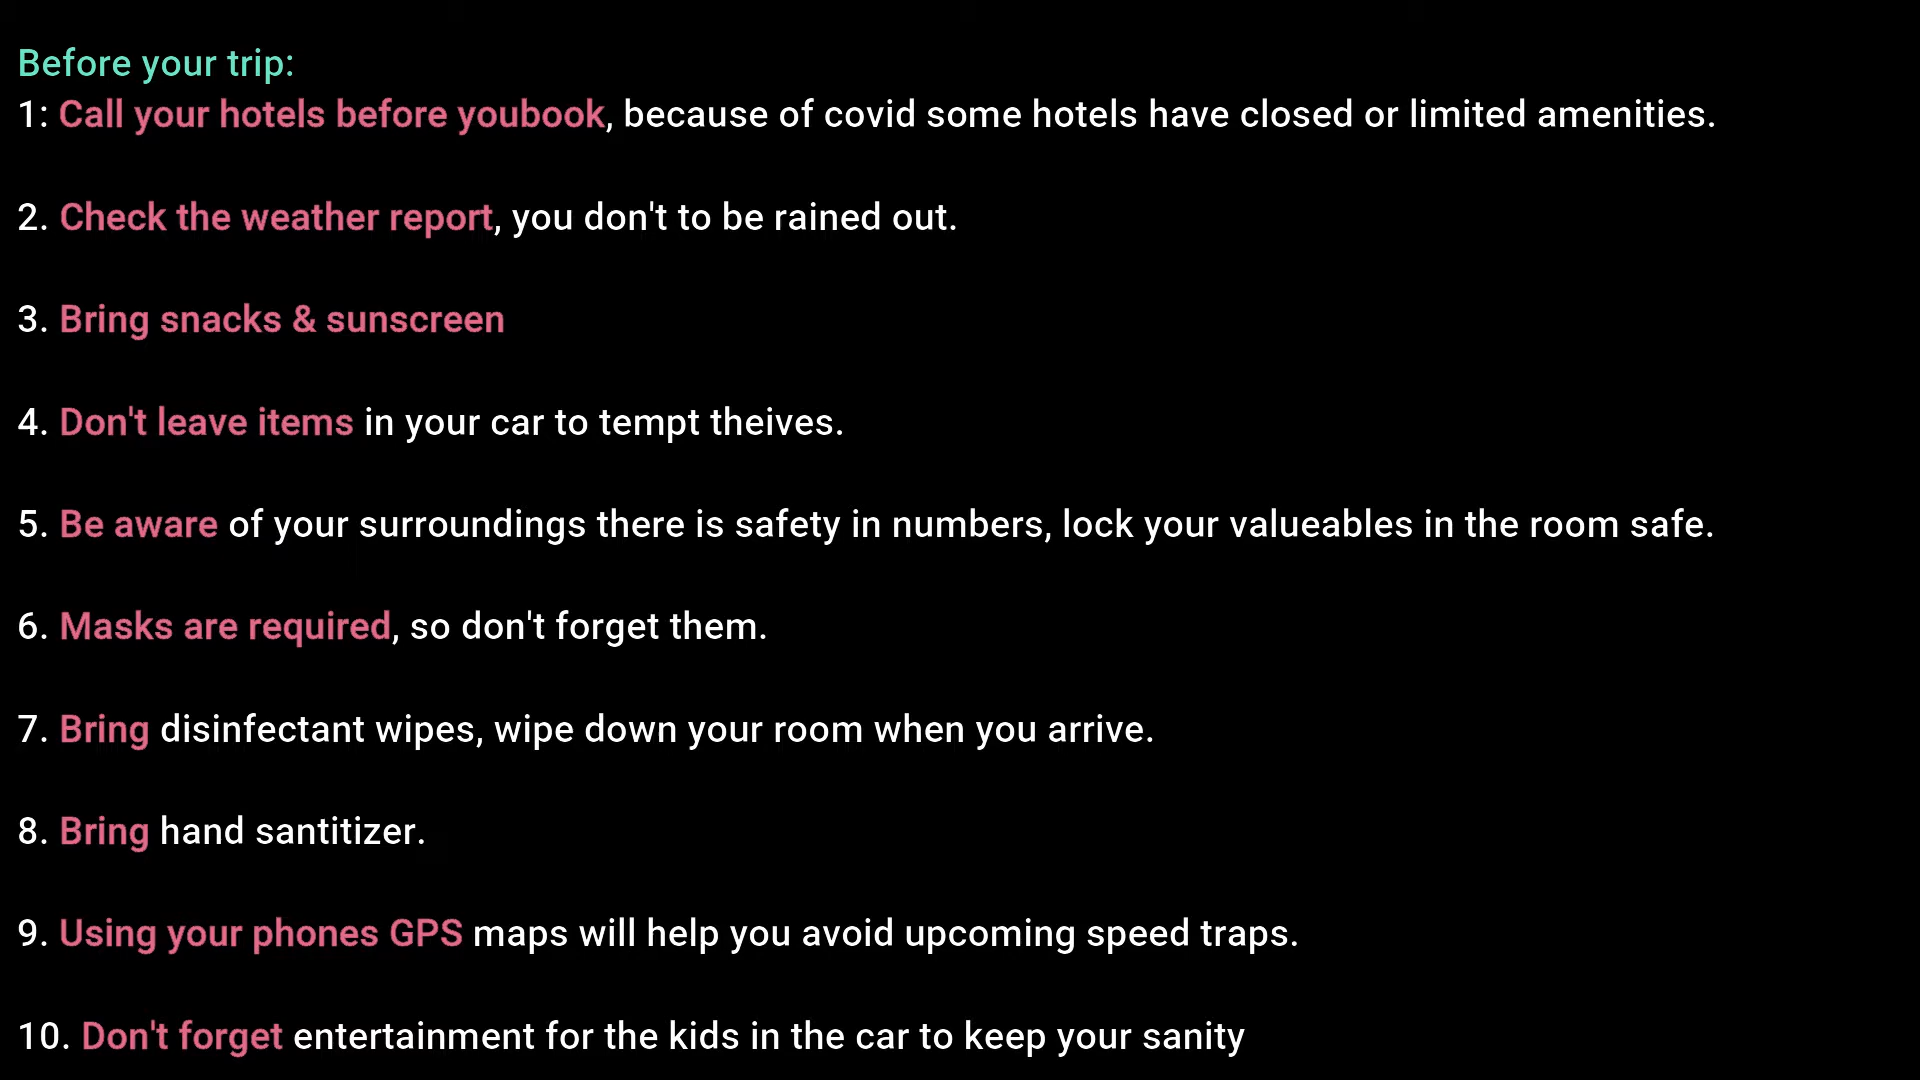 Before your trip:
1: Call your hotels before youbook, because of covid some hotels have closed or limited amenities.
2. Check the weather report, you don't to be rained out.
3. Bring snacks & sunscreen
4. Don't leave items in your car to tempt theives.
5. Be aware of your surroundings there is safety in numbers, lock your valueables in the room safe.
6. Masks are required, so don't forget them.
7. Bring disinfectant wipes, wipe down your room when you arrive.
8. Bring hand santitizer.
9. Using your phones GPS maps will help you avoid upcoming speed traps.
10. Don't forget entertainment for the kids in the car to keep your sanity